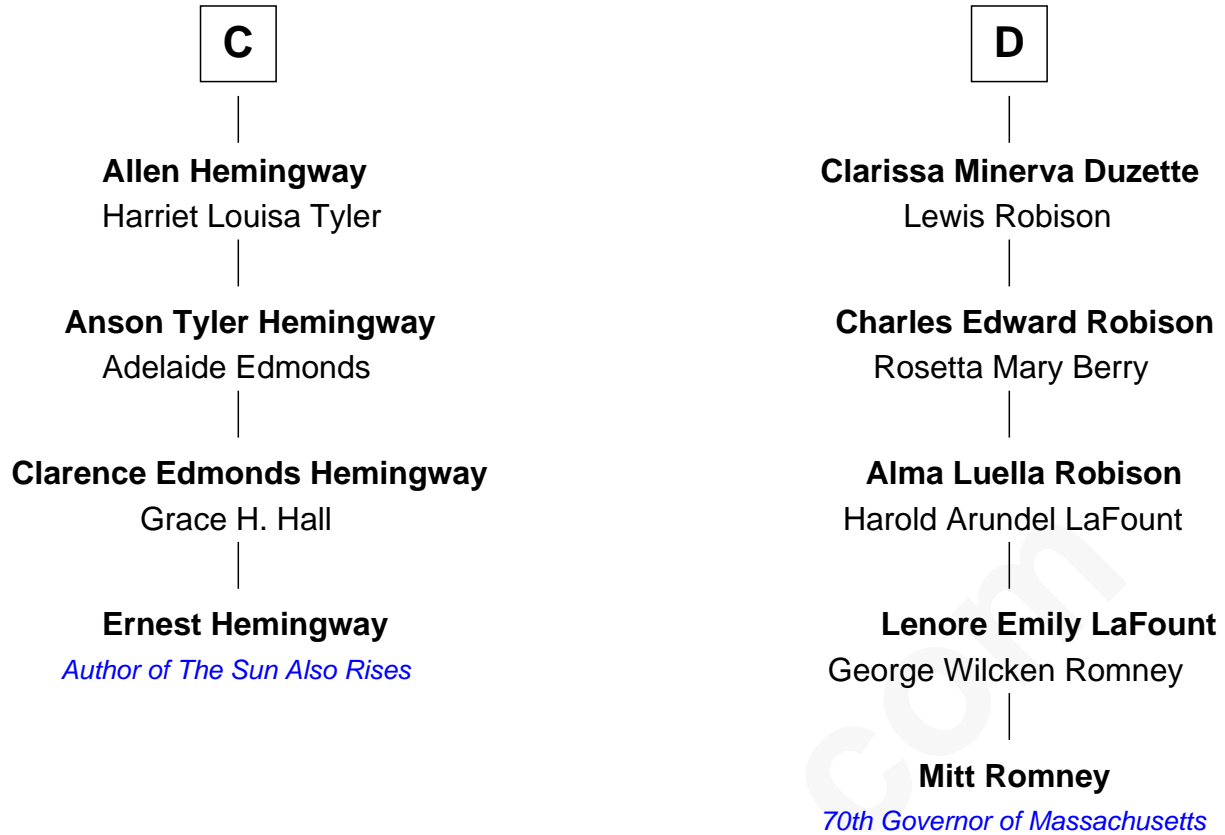 C
Allen Hemingway
Harriet Louisa Tyler
Anson Tyler Hemingway
Adelaide Edmonds
Clarence Edmonds Hemingway
Grace H. Hall
Ernest Hemingway
Author of The Sun Also Rises
D
Clarissa Minerva Duzette
Lewis Robison
Charles Edward Robison
Rosetta Mary Berry
Alma Luella Robison
Harold Arundel LaFount
Lenore Emily LaFount
George Wilcken Romney
Mitt Romney
70th Governor of Massachusetts
com